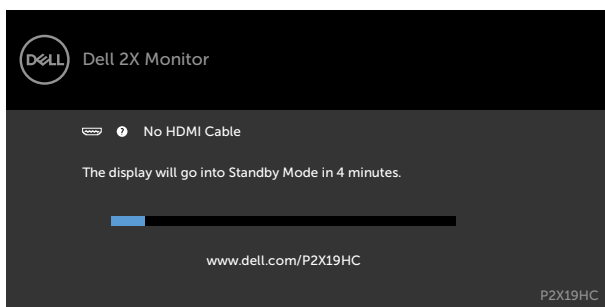 DELL
Dell 2X Monitor
No HDMI Cable
The display will go into Standby Mode in 4 minutes.
www.dell.com/P2X19HC
P2X19HC